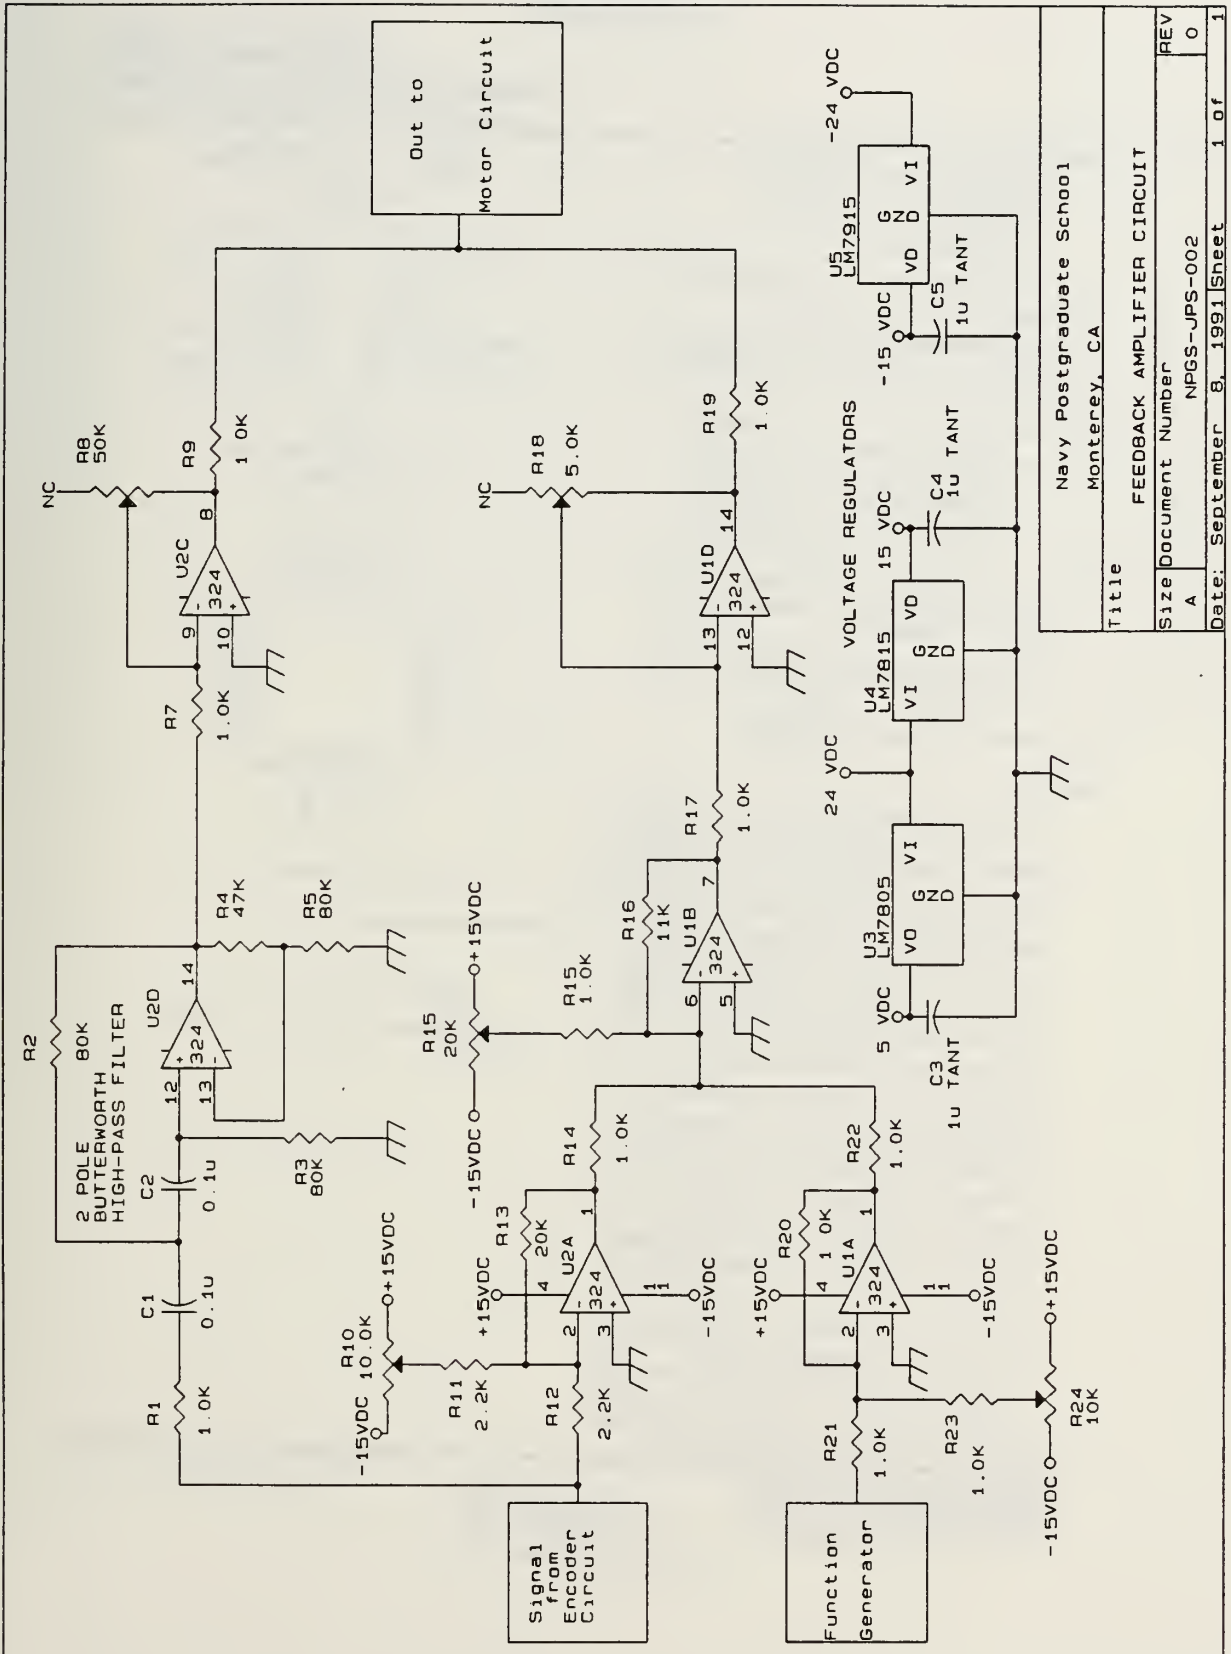 R2
80K
2 POLE
BUTTERWORTH
HIGH-PASS FILTER
C1
0.1u
C2
0.1u
R1
1.0K
R3
80K
12
13
+
-
324
U2D
14
R4
47K
R5
80K
R7
1.0K
9
10
-
+
324
U2C
8
NC
R8
50K
R9
1 0K
Out to
Motor Circuit
-15VDC
+15VDC
R10
10.0K
R11
2.2K
R12
2.2K
Signal
from
Encoder
Circuit
+15VDC
4
2
3
-
+
324
U2A
1
11
-15VDC
R13
20K
R14
1.0K
-15VDC
+15VDC
R15
20K
R15
1.0K
R16
11K
6
5
-
+
324
U1B
7
R17
1.0K
13
12
-
+
324
U1D
14
NC
R18
5.0K
R19
1.0K
Function
Generator
R21
1.0K
R23
1.0K
-15VDC
+15VDC
R24
10K
+15VDC
4
2
3
-
+
324
U1A
1
11
-15VDC
R20
1 0K
R22
1.0K
VOLTAGE REGULATORS
5 VDC
C3
1u TANT
U3
LM7805
VO
GND
VI
24 VDC
U4
LM7815
VI
GND
VO
15 VDC
C4
1u TANT
-15 VDC
C5
1u TANT
U5
LM7915
VO
GND
VI
-24 VDC
Navy Postgraduate School
Monterey, CA
Title
FEEDBACK AMPLIFIER CIRCUIT
Size Document Number REV
A NPGS-JPS-002 0
Date: September 8, 1991 Sheet 1 of 1